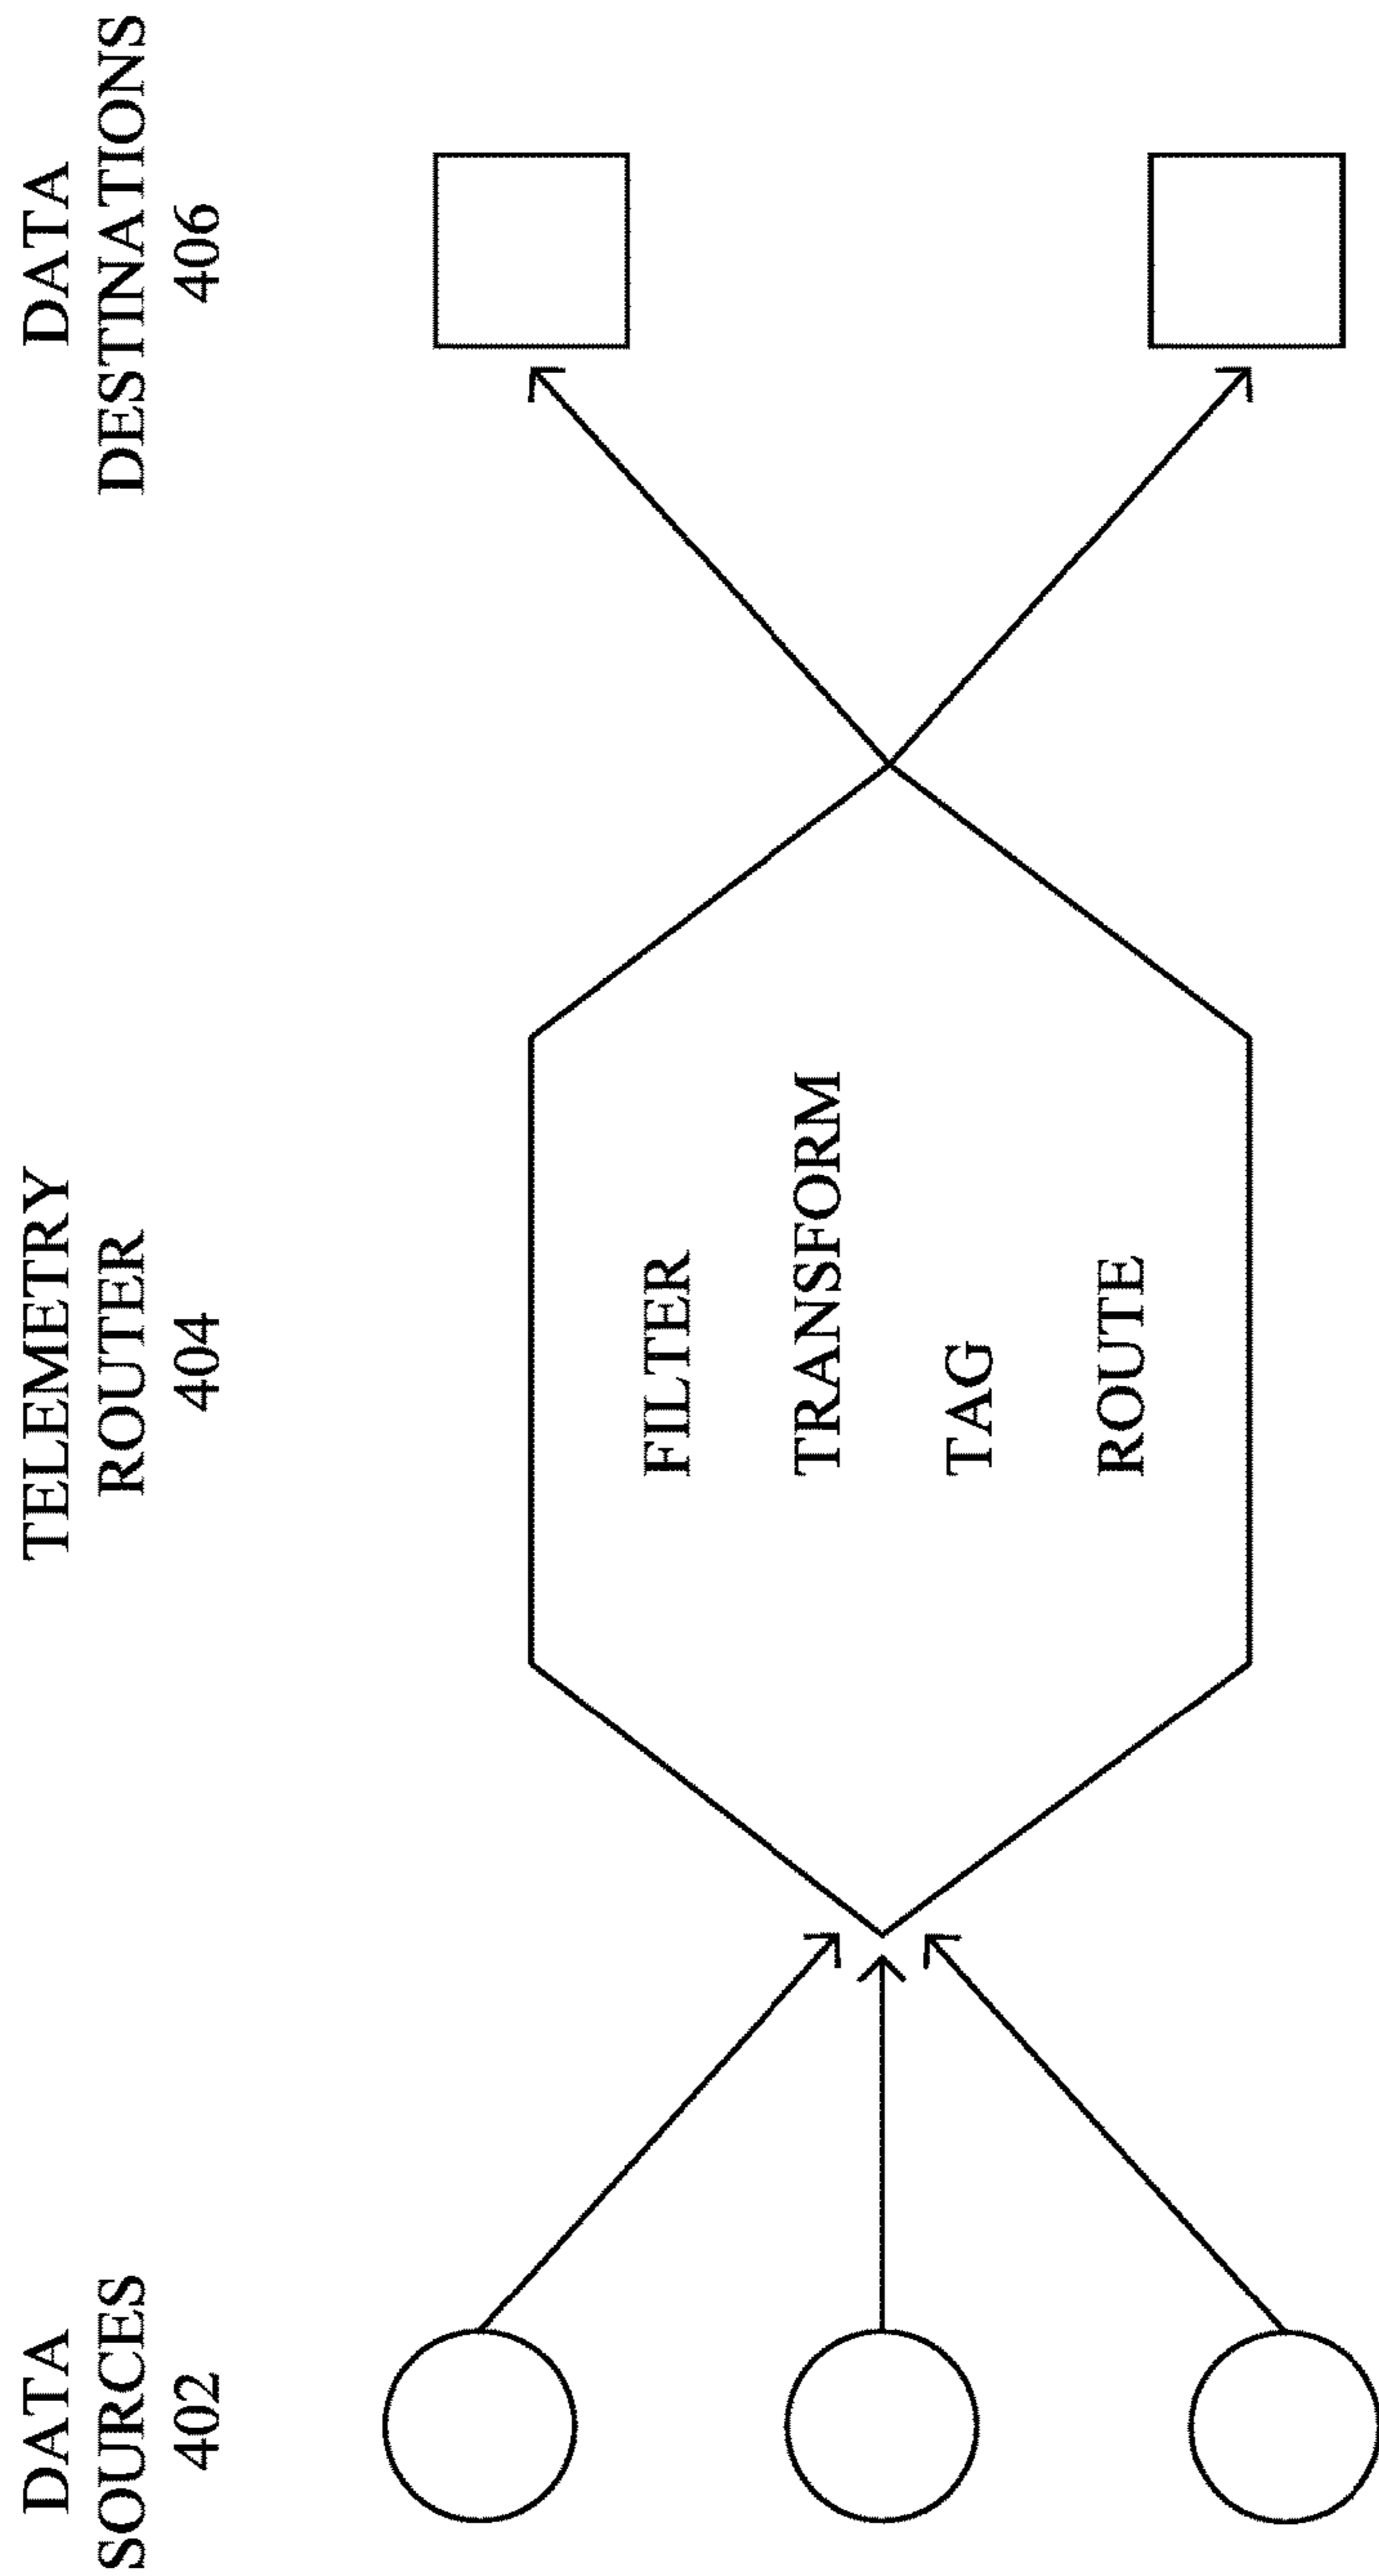 DATA
SOURCES
402
TELEMETRY
ROUTER
404
DATA
DESTINATIONS
406
FILTER
TRANSFORM
TAG
ROUTE